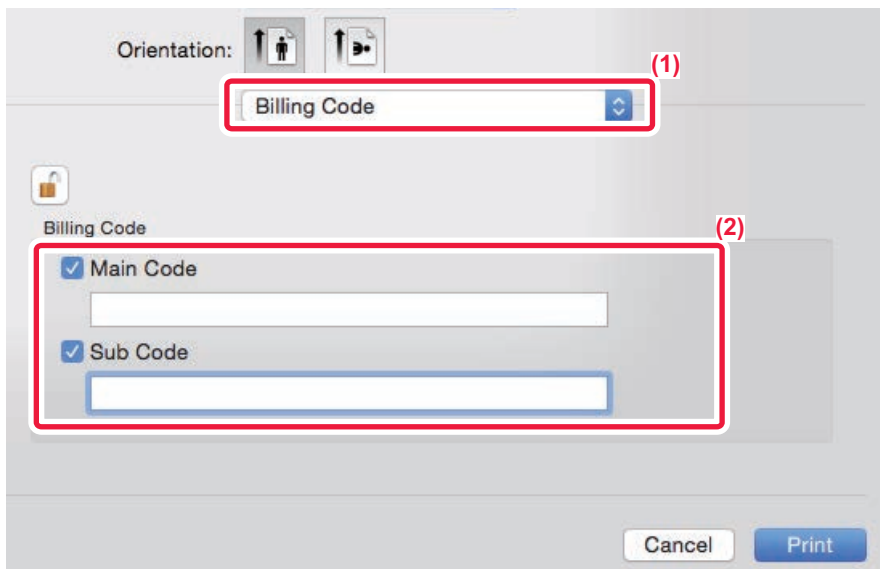 Orientation:
(1)
Billing Code
Billing Code
(2)
Main Code
Sub Code
Cancel
Print